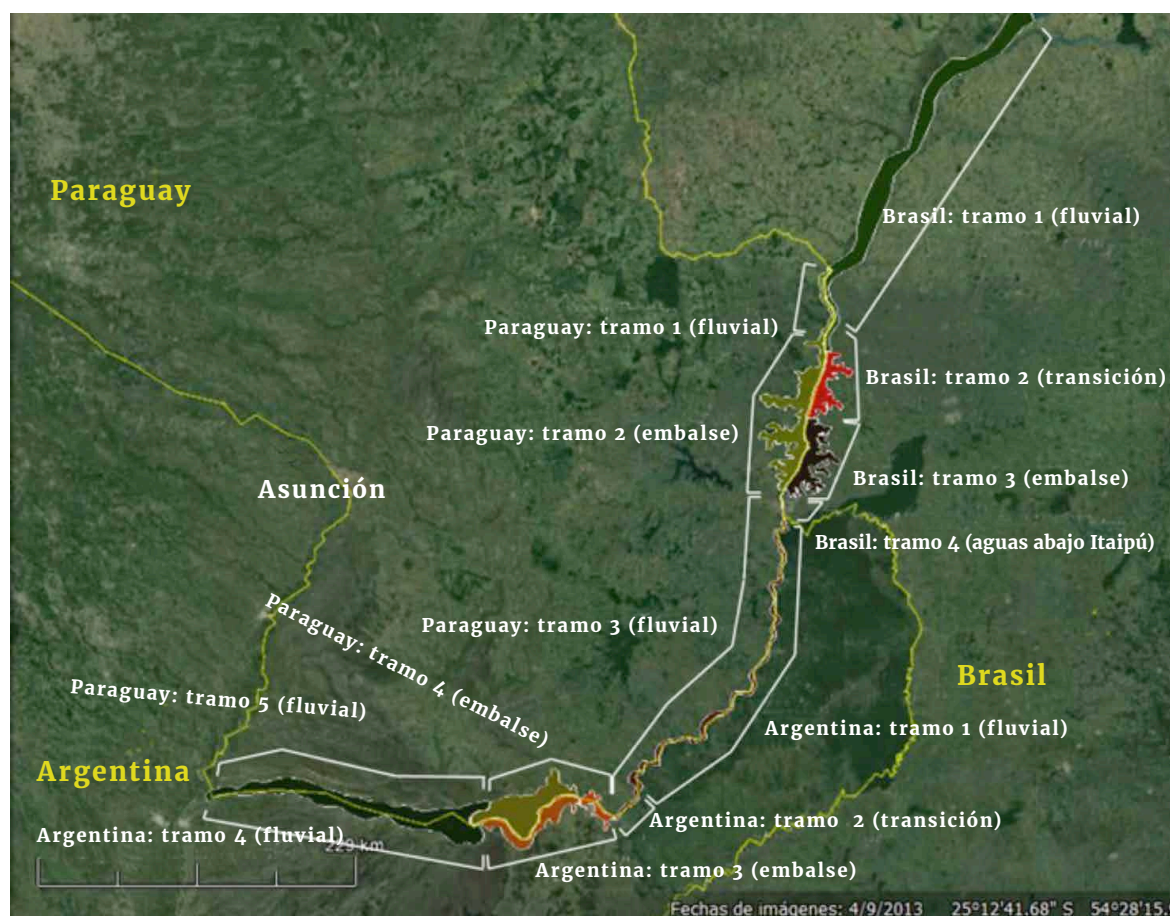 Paraguay
Brasil: tramo 1 (fluvial)
Paraguay: tramo 1 (fluvial)
Brasil: tramo 2 (transición)
Paraguay: tramo 2 (embalse)
Brasil: tramo 3 (embalse)
Asunción
Brasil: tramo 4 (aguas abajo Itaipú)
Paraguay: tramo 3 (fluvial)
Paraguay: tramo 4 (embalse)
Brasil
Paraguay: tramo 5 (fluvial)
Argentina: tramo 1 (fluvial)
Argentina
Argentina: tramo 2 (transición)
Argentina: tramo 4 (fluvial)
229 km
Argentina: tramo 3 (embalse)
Fechas de imágenes: 4/9/2013 25°12'41.68" S 54°28'15.